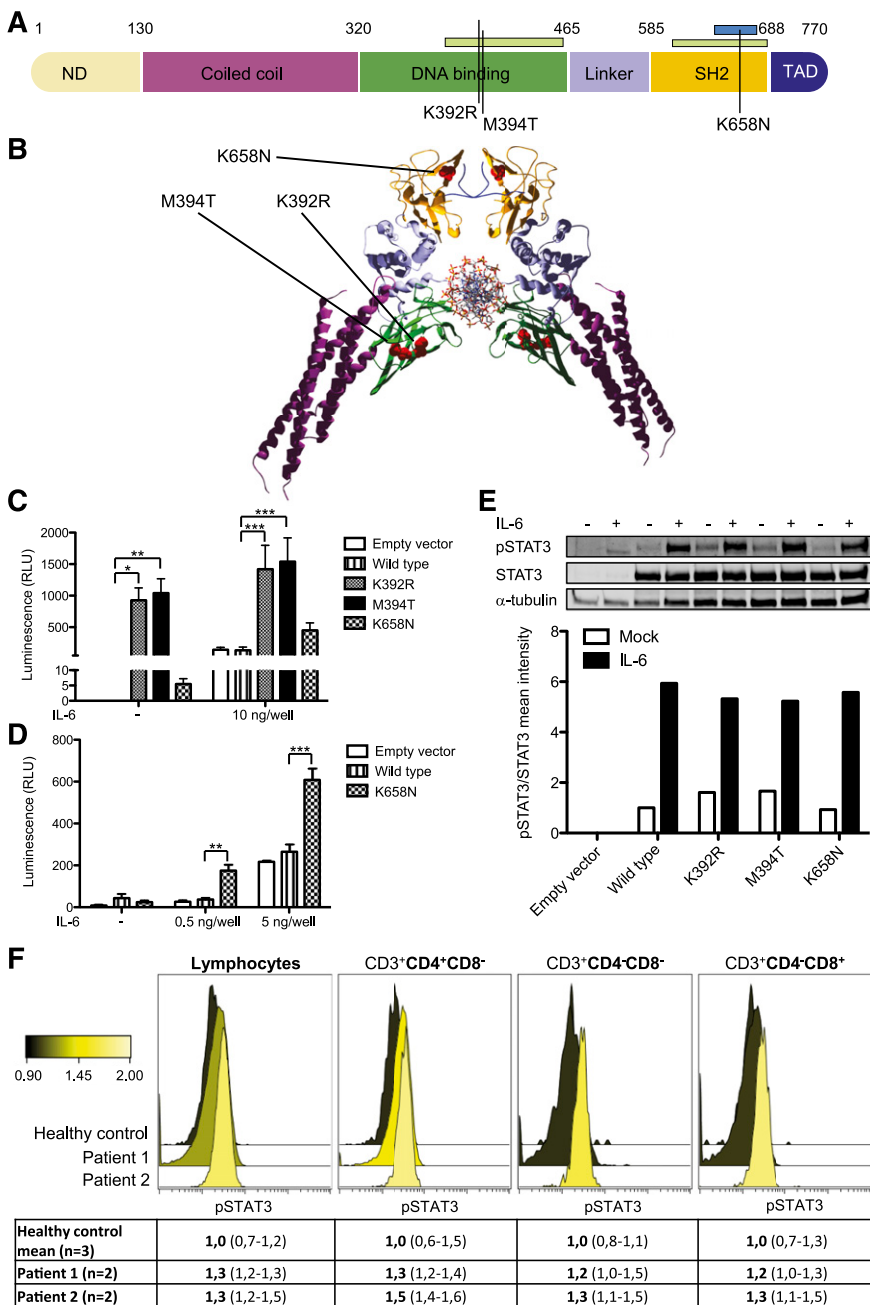 A
1 130 320 465 585 688 770
ND Coiled coil DNA binding Linker SH2 TAD
K392R
M394T
K658N
B
K658N
M394T K392R
C
Luminescence (RLU)
2000
1500
1000
500
10
5
0
IL-6 - 10 ng/well
* ** *** ***
Empty vector
Wild type
K392R
M394T
K658N
D
Luminescence (RLU)
800
600
400
200
0
IL-6 - 0.5 ng/well 5 ng/well
** ***
Empty vector
Wild type
K658N
E
IL-6 - + - + - + - + - +
pSTAT3
STAT3
α-tubulin
pSTAT3/STAT3 mean intensity
8
6
4
2
0
Mock
IL-6
Empty vector
Wild type
K392R
M394T
K658N
F
Lymphocytes CD3+CD4+CD8- CD3+CD4-CD8- CD3+CD4-CD8+
0.90 1.45 2.00
Healthy control
Patient 1
Patient 2
pSTAT3 pSTAT3 pSTAT3 pSTAT3
Healthy control mean (n=3) 1,0 (0,7-1,2) 1,0 (0,6-1,5) 1,0 (0,8-1,1) 1,0 (0,7-1,3)
Patient 1 (n=2) 1,3 (1,2-1,3) 1,3 (1,2-1,4) 1,2 (1,0-1,5) 1,2 (1,0-1,3)
Patient 2 (n=2) 1,3 (1,2-1,5) 1,5 (1,4-1,6) 1,3 (1,1-1,5) 1,3 (1,1-1,5)